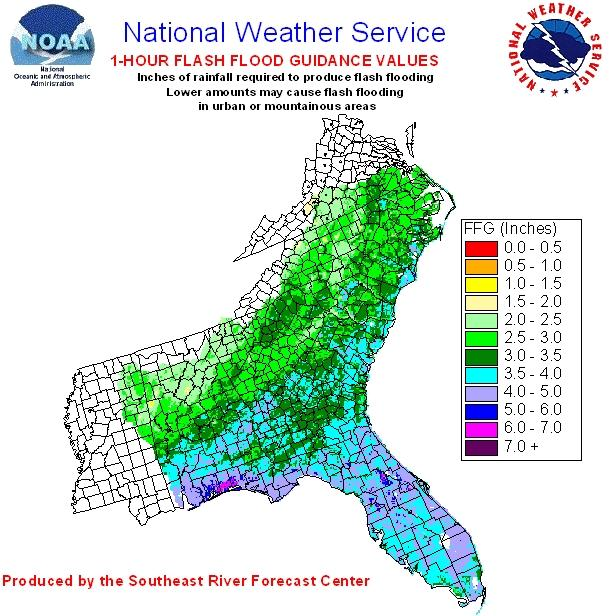 NOAA
National
Oceanic and Atmospheric
Administration
National Weather Service
1-HOUR FLASH FLOOD GUIDANCE VALUES
Inches of rainfall required to produce flash flooding
Lower amounts may cause flash flooding
in urban or mountainous areas
NATIONAL WEATHER SERVICE
FFG (Inches)
0.0 - 0.5
0.5 - 1.0
1.0 - 1.5
1.5 - 2.0
2.0 - 2.5
2.5 - 3.0
3.0 - 3.5
3.5 - 4.0
4.0 - 5.0
5.0 - 6.0
6.0 - 7.0
7.0 +
Produced by the Southeast River Forecast Center